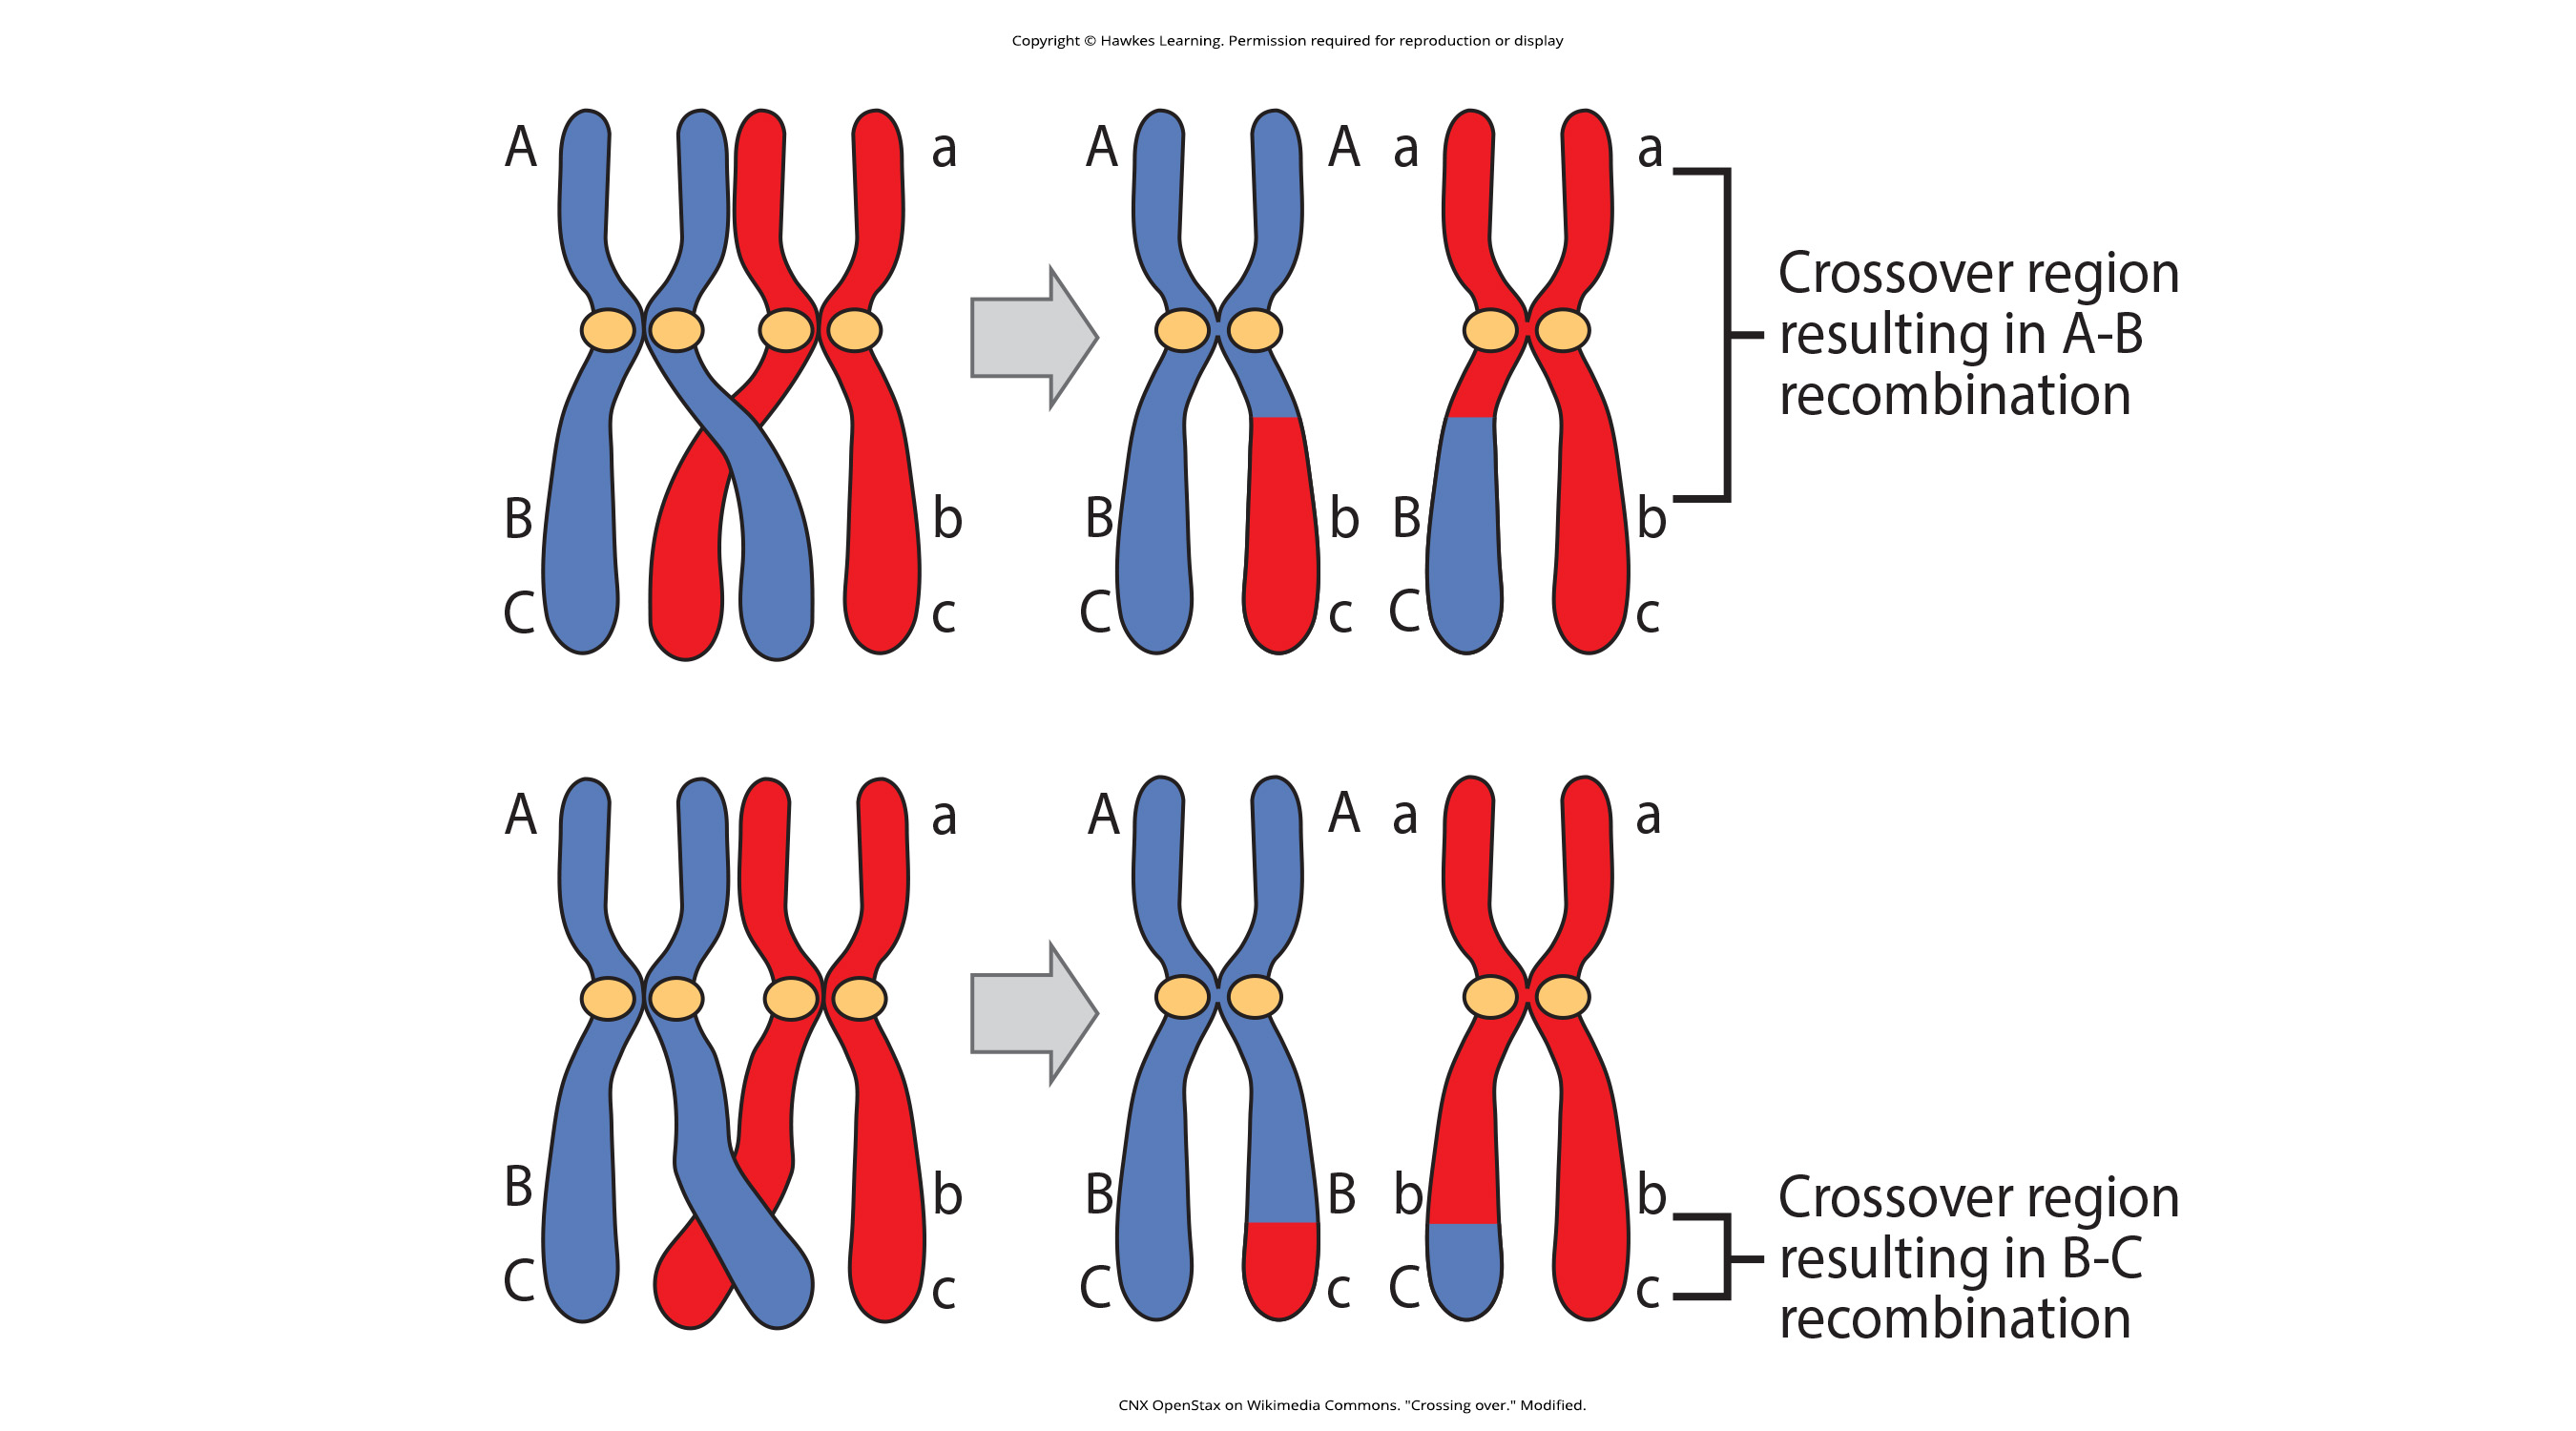 Copyright © Hawkes Learning. Permission required for reproduction or display
A a A A a a
Crossover region
resulting in A-B
recombination
B b B b B b
C c C c C c
A a A A a a
B b B B b b
C c C c C c
Crossover region
resulting in B-C
recombination
CNX OpenStax on Wikimedia Commons. "Crossing over." Modified.